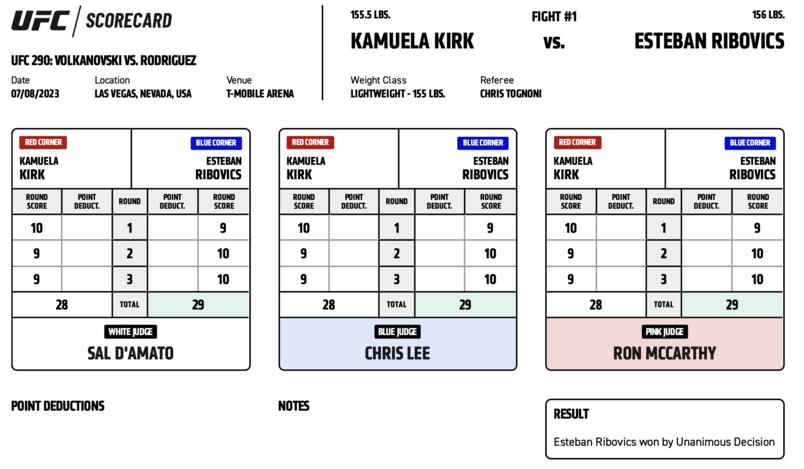 UFC / SCORECARD
UFC 290: VOLKANOVSKI VS. RODRIGUEZ
Date Location Venue
07/08/2023 LAS VEGAS, NEVADA, USA T-MOBILE ARENA
155.5 LBS. FIGHT #1 156 LBS.
KAMUELA KIRK VS. ESTEBAN RIBOVICS
Weight Class Referee
LIGHTWEIGHT - 155 LBS. CHRIS TOGNONI
RED CORNER BLUE CORNER
KAMUELA ESTEBAN
KIRK RIBOVICS
ROUND POINT ROUND POINT ROUND
SCORE DEDUCT. DEDUCT. SCORE
10 1 9
9 2 10
9 3 10
28 TOTAL 29
WHITE JUDGE
SAL D'AMATO
RED CORNER BLUE CORNER
KAMUELA ESTEBAN
KIRK RIBOVICS
ROUND POINT ROUND POINT ROUND
SCORE DEDUCT. DEDUCT. SCORE
10 1 9
9 2 10
9 3 10
28 TOTAL 29
BLUE JUDGE
CHRIS LEE
RED CORNER BLUE CORNER
KAMUELA ESTEBAN
KIRK RIBOVICS
ROUND POINT ROUND POINT ROUND
SCORE DEDUCT. DEDUCT. SCORE
10 1 9
9 2 10
9 3 10
28 TOTAL 29
PINK JUDGE
RON MCCARTHY
POINT DEDUCTIONS
NOTES
RESULT
Esteban Ribovics won by Unanimous Decision